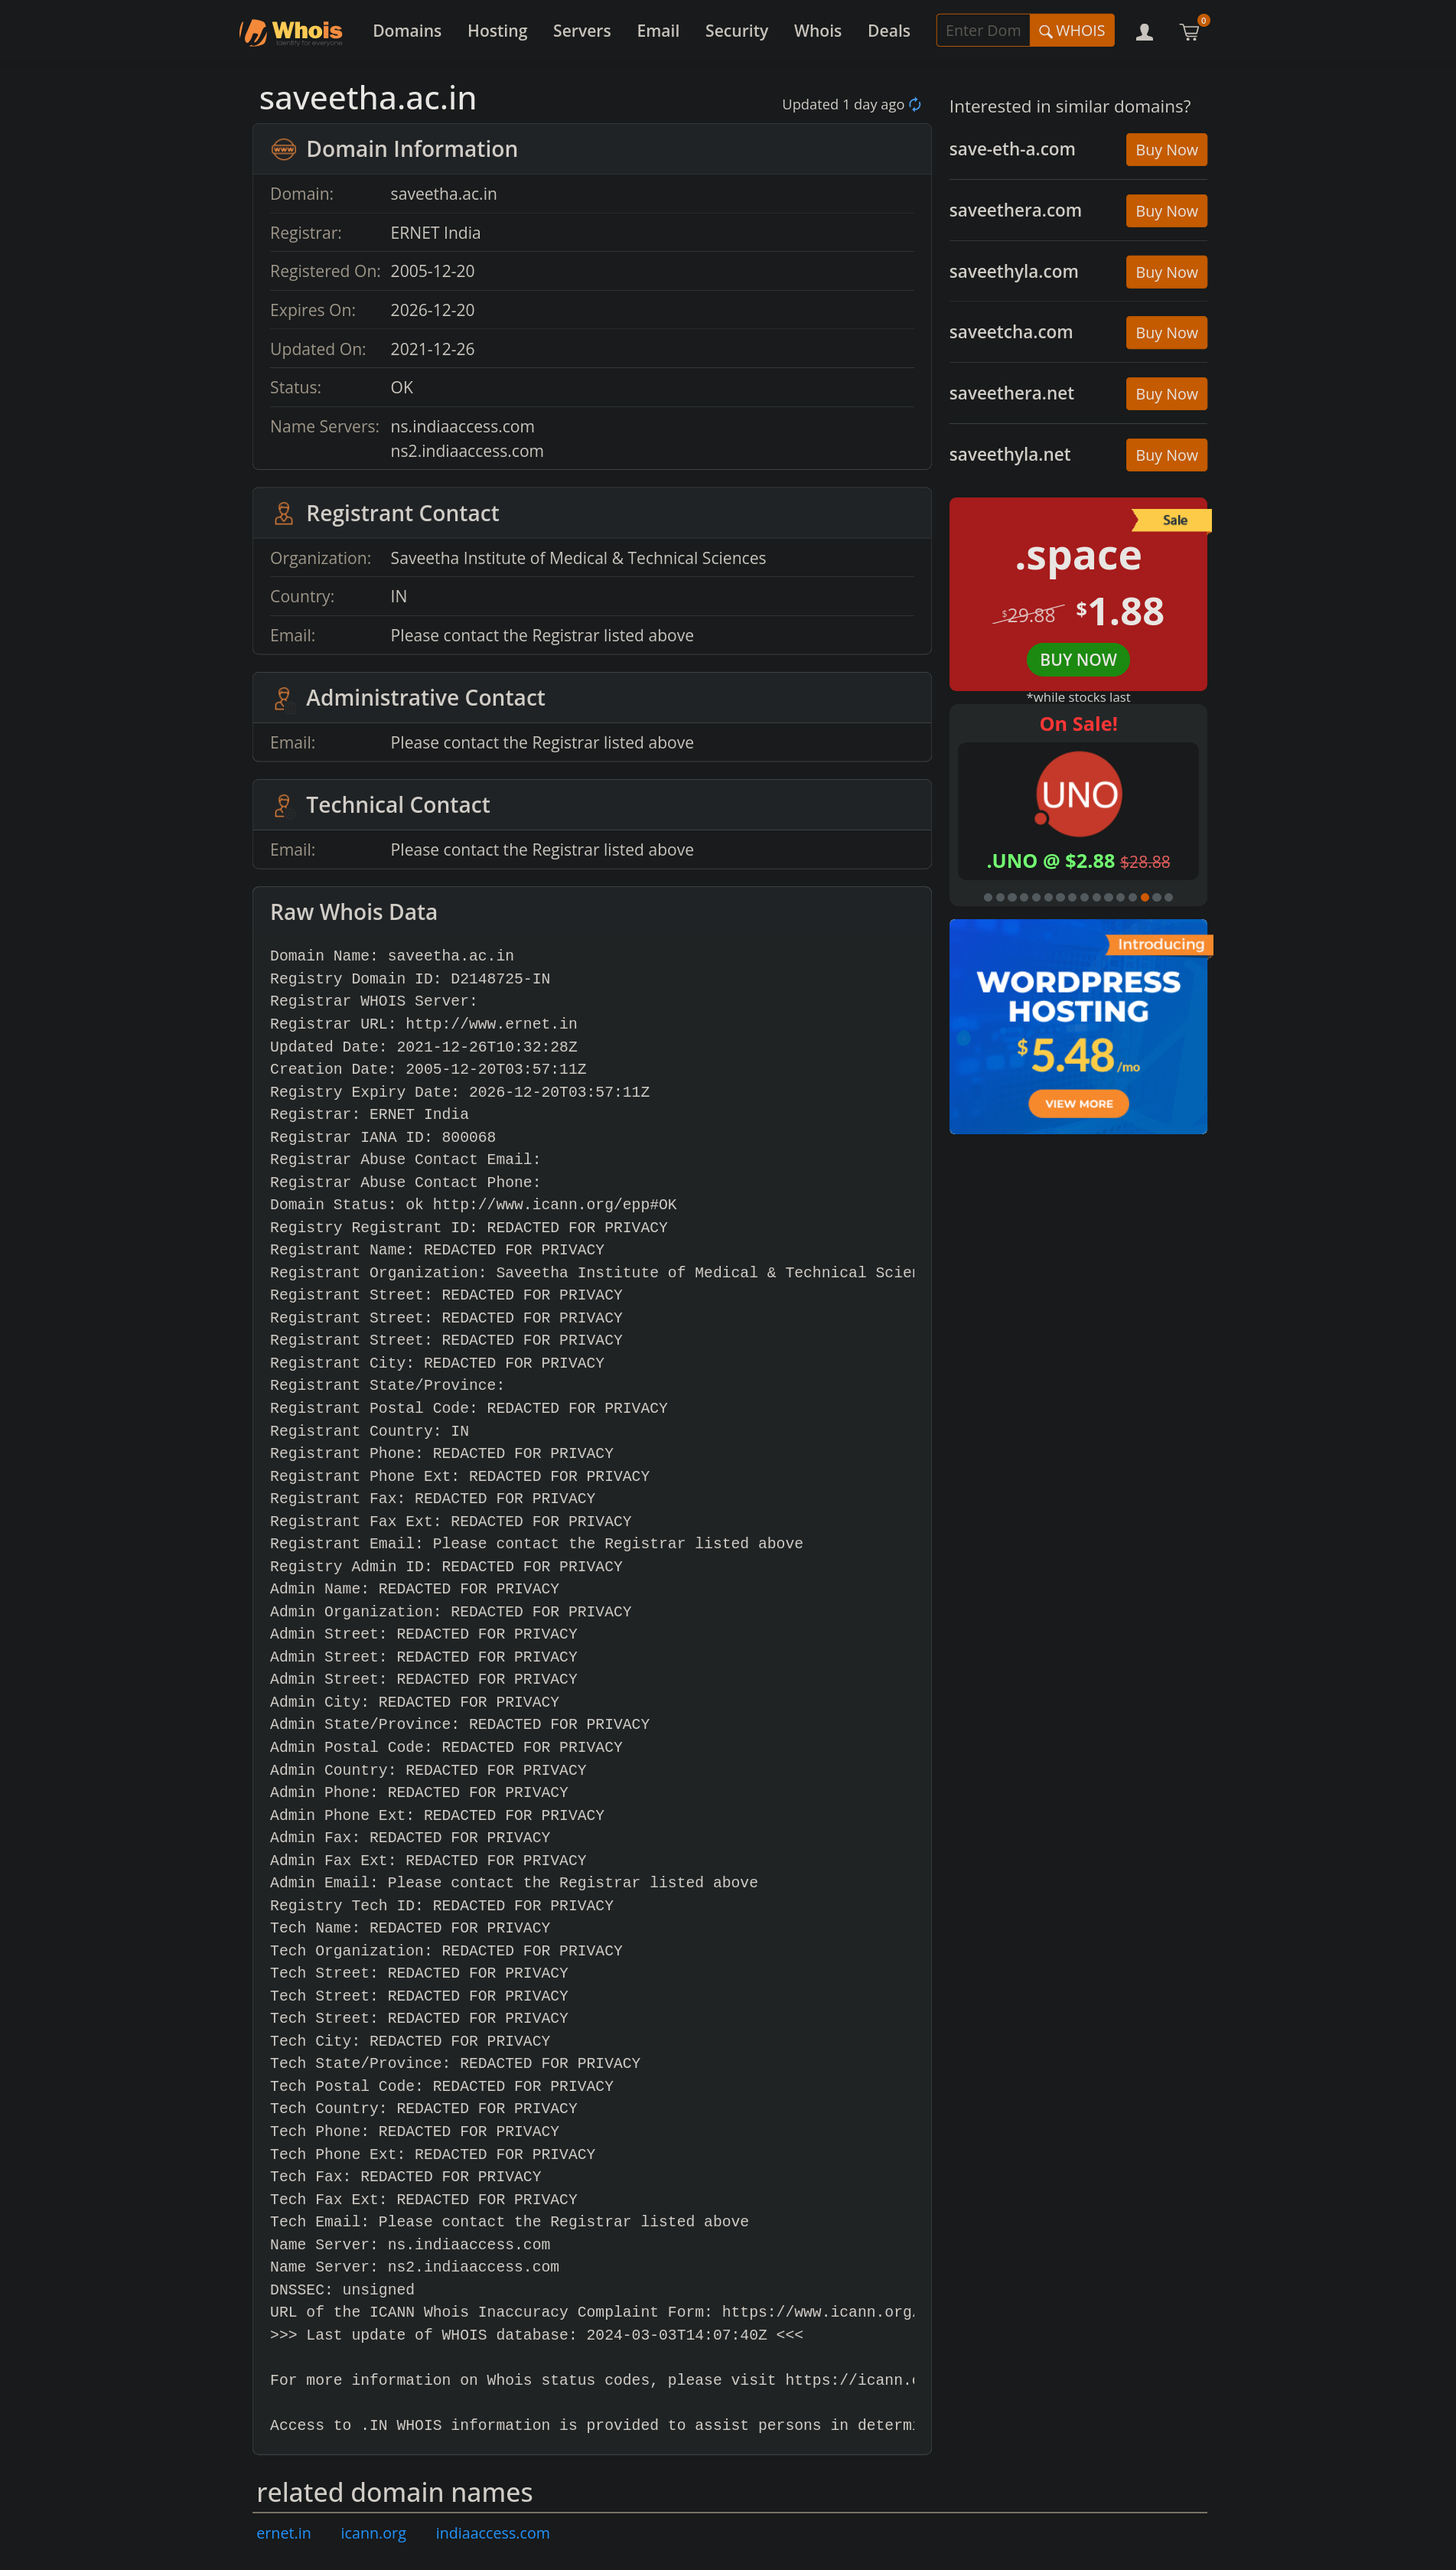 Whois
Identity for everyone
Domains Hosting Servers Email Security Whois Deals Enter Dom WHOIS 0
saveetha.ac.in
Updated 1 day ago
Domain Information
Domain: saveetha.ac.in
Registrar: ERNET India
Registered On: 2005-12-20
Expires On: 2026-12-20
Updated On: 2021-12-26
Status: OK
Name Servers: ns.indiaaccess.com
ns2.indiaaccess.com
Registrant Contact
Organization: Saveetha Institute of Medical & Technical Sciences
Country: IN
Email: Please contact the Registrar listed above
Administrative Contact
Email: Please contact the Registrar listed above
Technical Contact
Email: Please contact the Registrar listed above
Raw Whois Data
Domain Name: saveetha.ac.in
Registry Domain ID: D2148725-IN
Registrar WHOIS Server:
Registrar URL: http://www.ernet.in
Updated Date: 2021-12-26T10:32:28Z
Creation Date: 2005-12-20T03:57:11Z
Registry Expiry Date: 2026-12-20T03:57:11Z
Registrar: ERNET India
Registrar IANA ID: 800068
Registrar Abuse Contact Email:
Registrar Abuse Contact Phone:
Domain Status: ok http://www.icann.org/epp#OK
Registry Registrant ID: REDACTED FOR PRIVACY
Registrant Name: REDACTED FOR PRIVACY
Registrant Organization: Saveetha Institute of Medical & Technical Scien
Registrant Street: REDACTED FOR PRIVACY
Registrant Street: REDACTED FOR PRIVACY
Registrant Street: REDACTED FOR PRIVACY
Registrant City: REDACTED FOR PRIVACY
Registrant State/Province:
Registrant Postal Code: REDACTED FOR PRIVACY
Registrant Country: IN
Registrant Phone: REDACTED FOR PRIVACY
Registrant Phone Ext: REDACTED FOR PRIVACY
Registrant Fax: REDACTED FOR PRIVACY
Registrant Fax Ext: REDACTED FOR PRIVACY
Registrant Email: Please contact the Registrar listed above
Registry Admin ID: REDACTED FOR PRIVACY
Admin Name: REDACTED FOR PRIVACY
Admin Organization: REDACTED FOR PRIVACY
Admin Street: REDACTED FOR PRIVACY
Admin Street: REDACTED FOR PRIVACY
Admin Street: REDACTED FOR PRIVACY
Admin City: REDACTED FOR PRIVACY
Admin State/Province: REDACTED FOR PRIVACY
Admin Postal Code: REDACTED FOR PRIVACY
Admin Country: REDACTED FOR PRIVACY
Admin Phone: REDACTED FOR PRIVACY
Admin Phone Ext: REDACTED FOR PRIVACY
Admin Fax: REDACTED FOR PRIVACY
Admin Fax Ext: REDACTED FOR PRIVACY
Admin Email: Please contact the Registrar listed above
Registry Tech ID: REDACTED FOR PRIVACY
Tech Name: REDACTED FOR PRIVACY
Tech Organization: REDACTED FOR PRIVACY
Tech Street: REDACTED FOR PRIVACY
Tech Street: REDACTED FOR PRIVACY
Tech Street: REDACTED FOR PRIVACY
Tech City: REDACTED FOR PRIVACY
Tech State/Province: REDACTED FOR PRIVACY
Tech Postal Code: REDACTED FOR PRIVACY
Tech Country: REDACTED FOR PRIVACY
Tech Phone: REDACTED FOR PRIVACY
Tech Phone Ext: REDACTED FOR PRIVACY
Tech Fax: REDACTED FOR PRIVACY
Tech Fax Ext: REDACTED FOR PRIVACY
Tech Email: Please contact the Registrar listed above
Name Server: ns.indiaaccess.com
Name Server: ns2.indiaaccess.com
DNSSEC: unsigned
URL of the ICANN Whois Inaccuracy Complaint Form: https://www.icann.org
>>> Last update of WHOIS database: 2024-03-03T14:07:40Z <<<
For more information on Whois status codes, please visit https://icann.
Access to .IN WHOIS information is provided to assist persons in determ
Interested in similar domains?
save-eth-a.com Buy Now
saveethera.com Buy Now
saveethyla.com Buy Now
saveetcha.com Buy Now
saveethera.net Buy Now
saveethyla.net Buy Now
Sale
.space
$29.88 $1.88
BUY NOW
*while stocks last
On Sale!
UNO
.UNO @ $2.88 $28.88
Introducing
WORDPRESS
HOSTING
$5.48/mo
VIEW MORE
related domain names
ernet.in icann.org indiaaccess.com